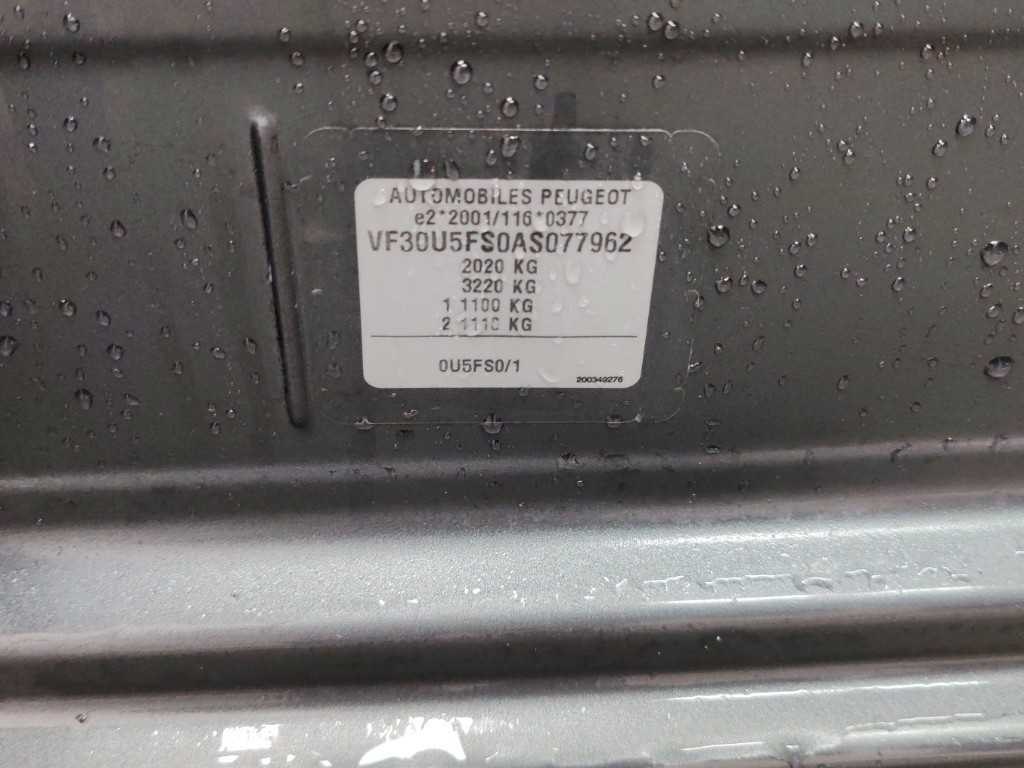 AUTOMOBILES PEUGEOT
e2*2001/116*0377
VF30U5FS0AS077962
2020 KG
3220 KG
1 1100 KG
2 1110 KG
0U5FS0/1
200349276